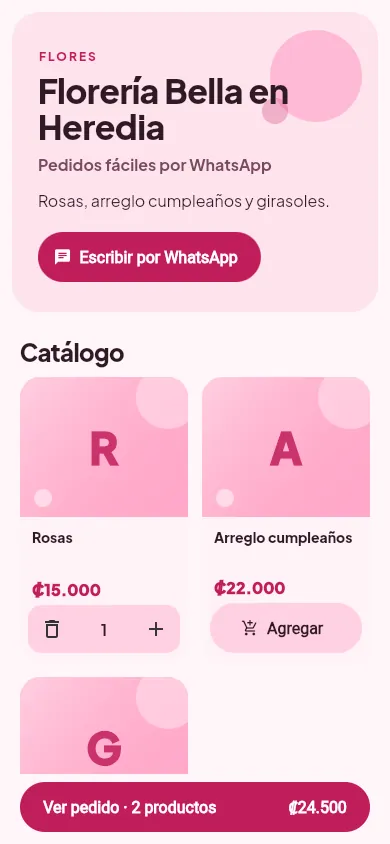 FLORES
Florería Bella en
Heredia
Pedidos fáciles por WhatsApp
Rosas, arreglo cumpleaños y girasoles.
Escribir por WhatsApp
Catálogo
R
A
Rosas
Arreglo cumpleaños
₡15.000
₡22.000
1
Agregar
G
Ver pedido · 2 productos
₡24.500